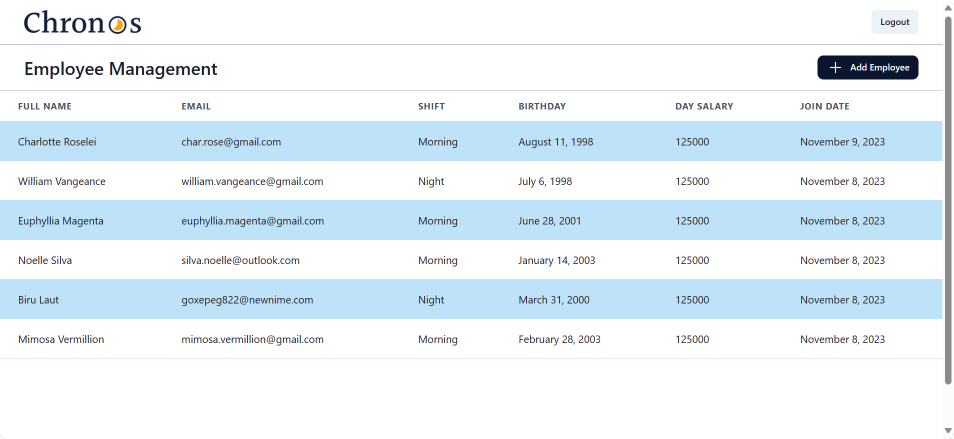 Chronos
Logout
Employee Management
Add Employee
FULL NAME EMAIL SHIFT BIRTHDAY DAY SALARY JOIN DATE
Charlotte Roselei char.rose@gmail.com Morning August 11, 1998 125000 November 9, 2023
William Vangeance william.vangeance@gmail.com Night July 6, 1998 125000 November 8, 2023
Euphyllia Magenta euphyllia.magenta@gmail.com Morning June 28, 2001 125000 November 8, 2023
Noelle Silva silva.noelle@outlook.com Morning January 14, 2003 125000 November 8, 2023
Biru Laut goxepeg822@newnime.com Night March 31, 2000 125000 November 8, 2023
Mimosa Vermillion mimosa.vermillion@gmail.com Morning February 28, 2003 125000 November 8, 2023